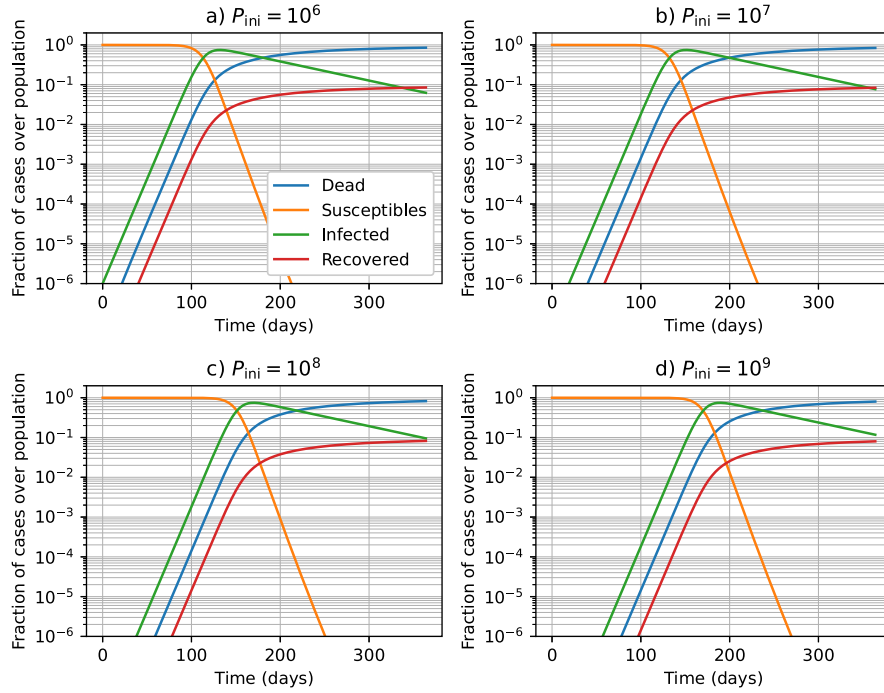 a) P_ini = 10^6
Fraction of cases over population
10^0
10^-1
10^-2
10^-3
10^-4
10^-5
10^-6
Dead
Susceptibles
Infected
Recovered
0 100 200 300
Time (days)
b) P_ini = 10^7
Fraction of cases over population
10^0
10^-1
10^-2
10^-3
10^-4
10^-5
10^-6
0 100 200 300
Time (days)
c) P_ini = 10^8
Fraction of cases over population
10^0
10^-1
10^-2
10^-3
10^-4
10^-5
10^-6
0 100 200 300
Time (days)
d) P_ini = 10^9
Fraction of cases over population
10^0
10^-1
10^-2
10^-3
10^-4
10^-5
10^-6
0 100 200 300
Time (days)